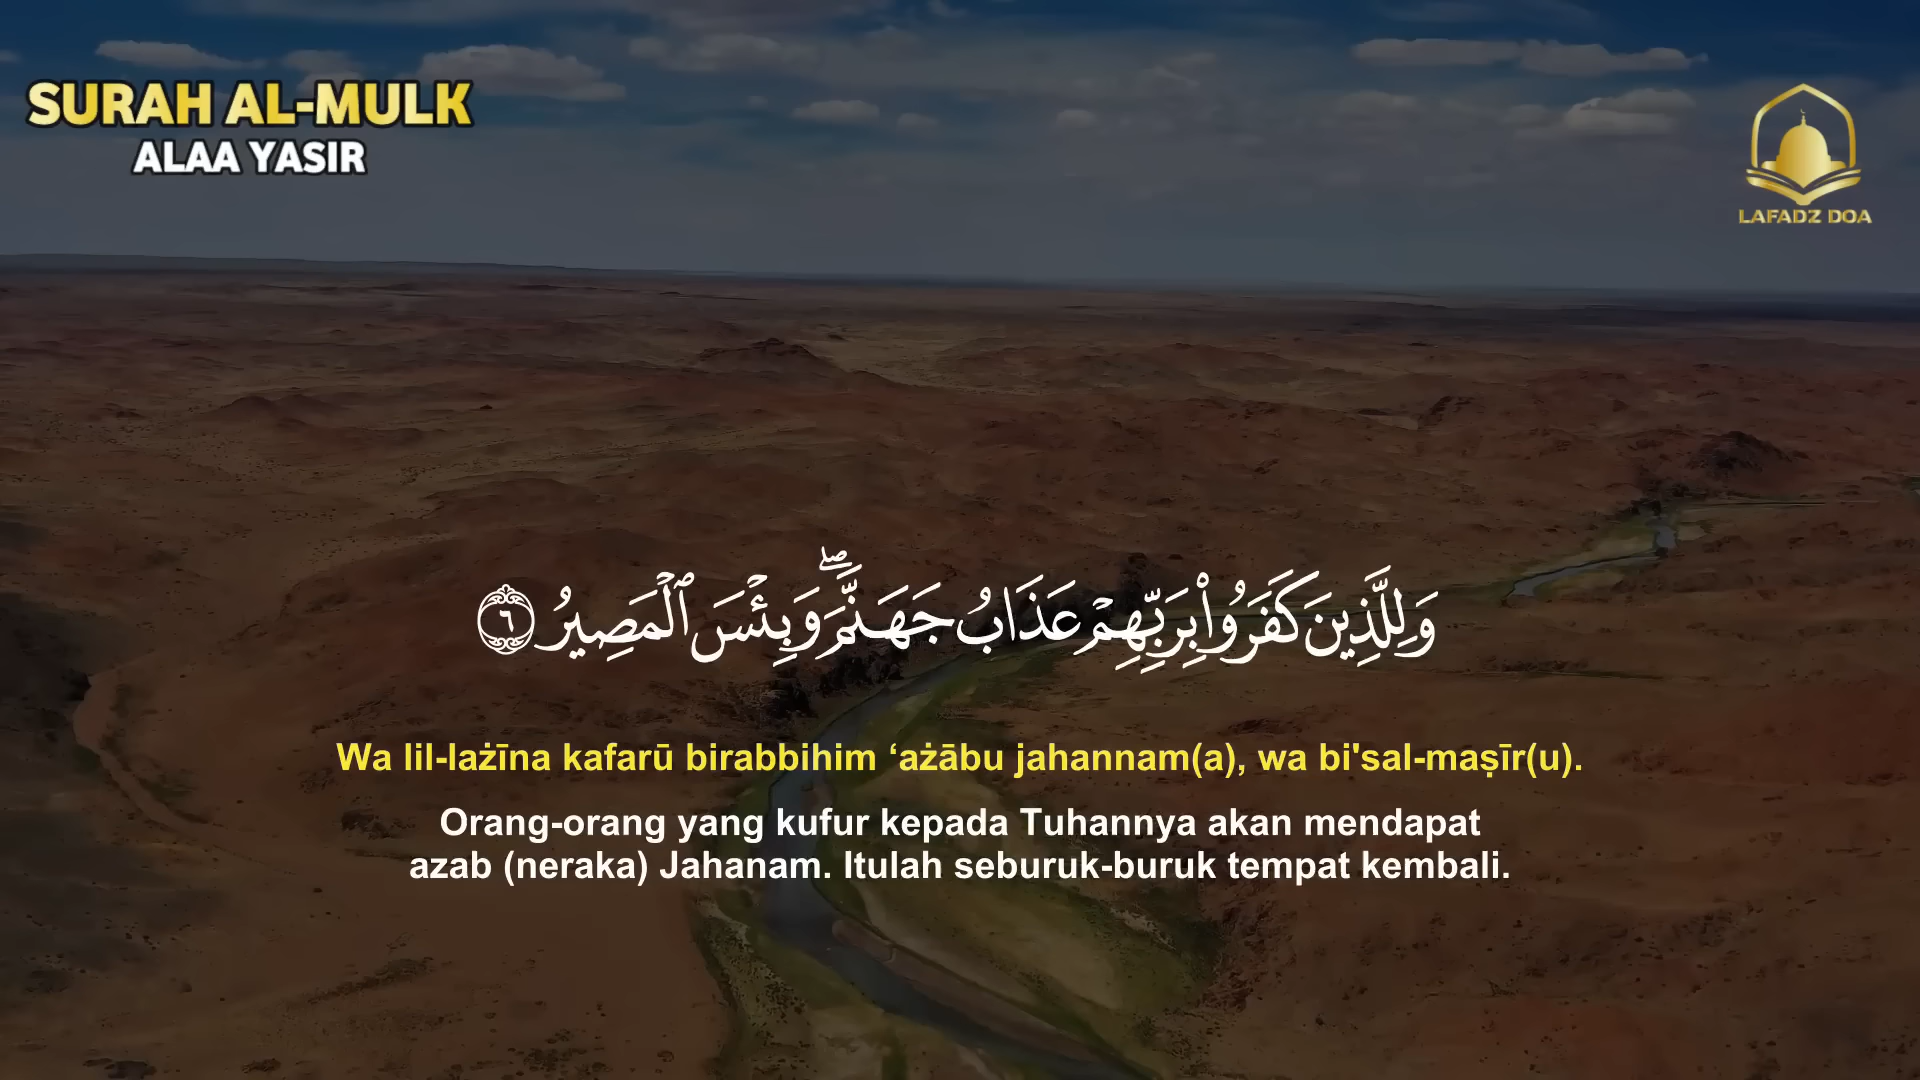 SURAH AL-MULK
ALAA YASIR
LAFADZ DOA
وَلِلَّذِينَ كَفَرُوا۟ بِرَبِّهِمْ عَذَابُ جَهَنَّمَ ۖ وَبِئْسَ ٱلْمَصِيرُ ٦
Wa lil-lażīna kafarū birabbihim ‘ażābu jahannam(a), wa bi'sal-maṣīr(u).
Orang-orang yang kufur kepada Tuhannya akan mendapat
azab (neraka) Jahanam. Itulah seburuk-buruk tempat kembali.